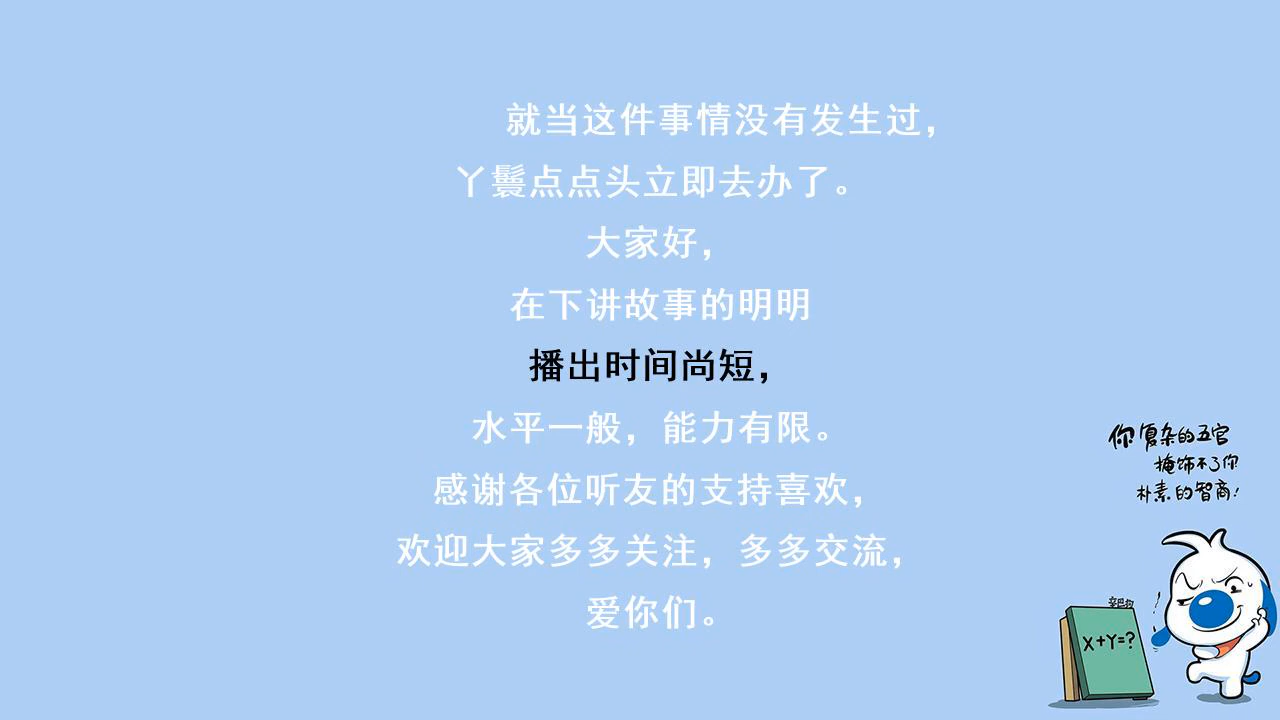 就当这件事情没有发生过，
丫鬟点点头立即去办了。
大家好，
在下讲故事的明明
播出时间尚短，
水平一般，能力有限。
感谢各位听友的支持喜欢，
欢迎大家多多关注，多多交流，
爱你们。
你复杂的五官
掩饰不了你
朴素的智商！
X+Y=?